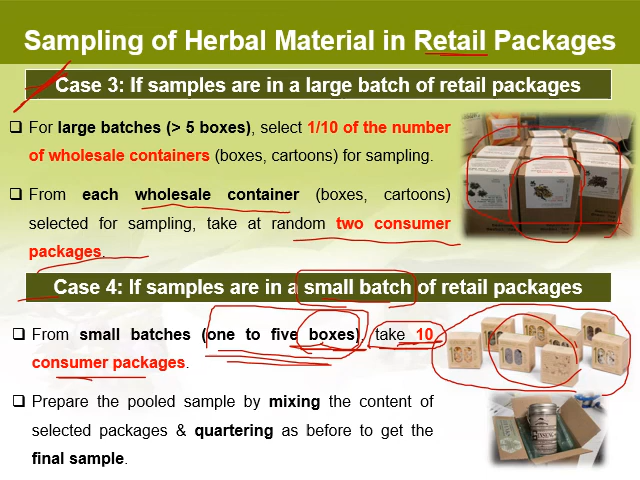 Sampling of Herbal Material in Retail Packages
Case 3: If samples are in a large batch of retail packages
❑ For large batches (> 5 boxes), select 1/10 of the number
of wholesale containers (boxes, cartoons) for sampling.
❑ From each wholesale container (boxes, cartoons)
selected for sampling, take at random two consumer
packages.
Case 4: If samples are in a small batch of retail packages
❑ From small batches (one to five boxes), take 10
consumer packages.
❑ Prepare the pooled sample by mixing the content of
selected packages & quartering as before to get the
final sample.